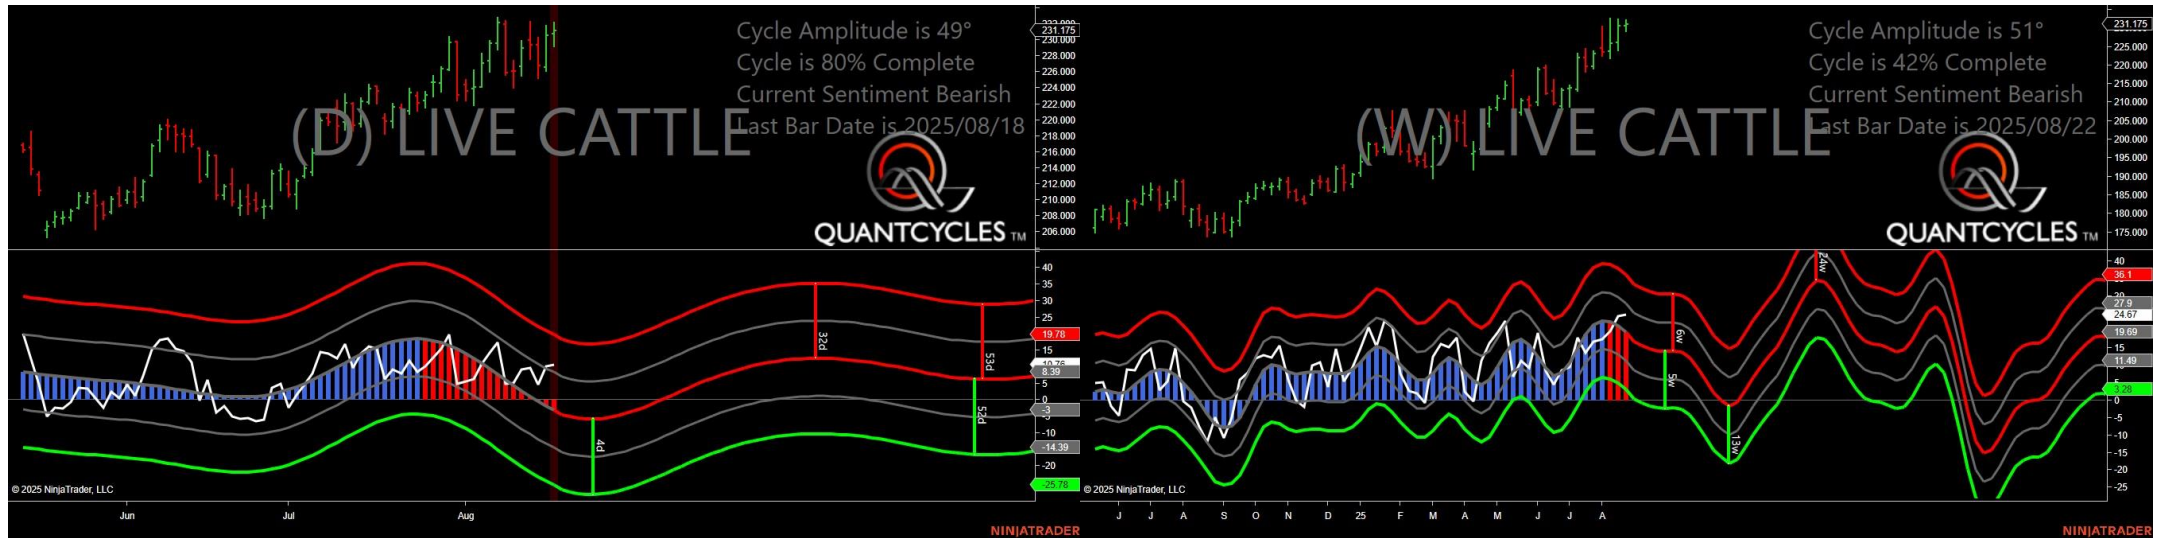 Cycle Amplitude is 49°
Cycle is 80% Complete
Current Sentiment Bearish
Last Bar Date is 2025/08/18
(D) LIVE CATTLE
QUANTCYCLES TM
232.000
231.175
230.000
228.000
226.000
224.000
222.000
220.000
218.000
216.000
214.000
212.000
210.000
208.000
206.000
40
35
30
25
19.78
15
10.76
8.39
5
0
-3
-5
-10
-14.39
-20
-25.78
32d
53d
52d
4d
© 2025 NinjaTrader, LLC
Jun
Jul
Aug
NINJATRADER
Cycle Amplitude is 51°
Cycle is 42% Complete
Current Sentiment Bearish
Last Bar Date is 2025/08/22
(W) LIVE CATTLE
QUANTCYCLES TM
231.175
225.000
220.000
215.000
210.000
205.000
200.000
195.000
190.000
185.000
180.000
175.000
40
36.1
30
27.9
24.67
19.69
15
11.49
3.28
0
-5
-10
-15
-20
-25
24w
6w
5w
13w
© 2025 NinjaTrader, LLC
J
J
A
S
O
N
D
25
F
M
A
M
J
J
A
NINJATRADER